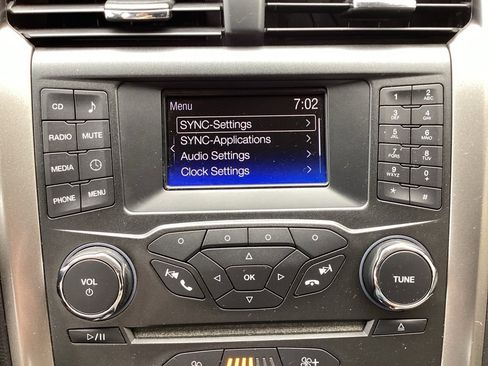 Menu 7:02
SYNC-Settings
SYNC-Applications
Audio Settings
Clock Settings
CD
RADIO MUTE
MEDIA
PHONE MENU
1 2 ABC
3 DEF 4 GHI
5 JKL 6 MNO
7 PQRS 8 TUV
9 WXYZ 0 +
* #
VOL
OK
TUNE